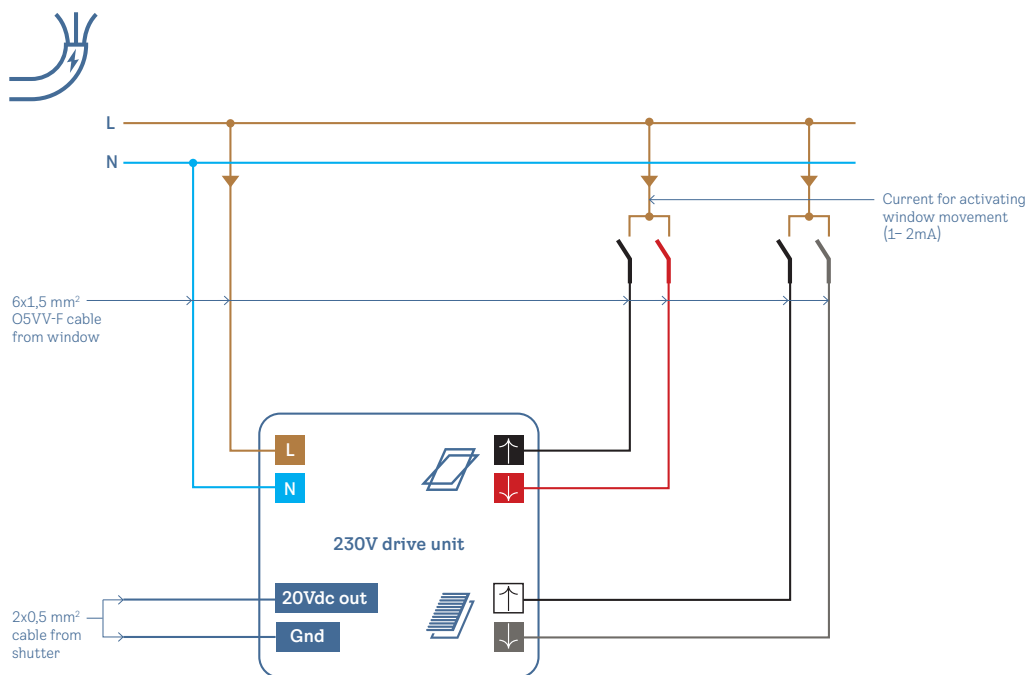 L
N
Current for activating
window movement
(1– 2mA)
6x1,5 mm²
O5VV-F cable
from window
L
N
230V drive unit
20Vdc out
Gnd
2x0,5 mm²
cable from
shutter